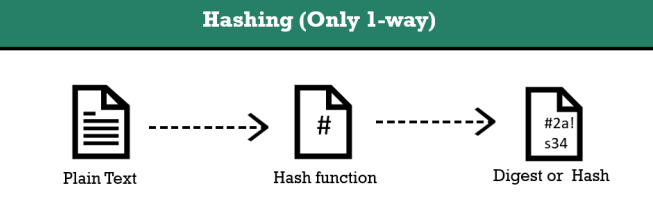 Hashing (Only 1-way)
#
#2a!
s34
Plain Text
Hash function
Digest or Hash